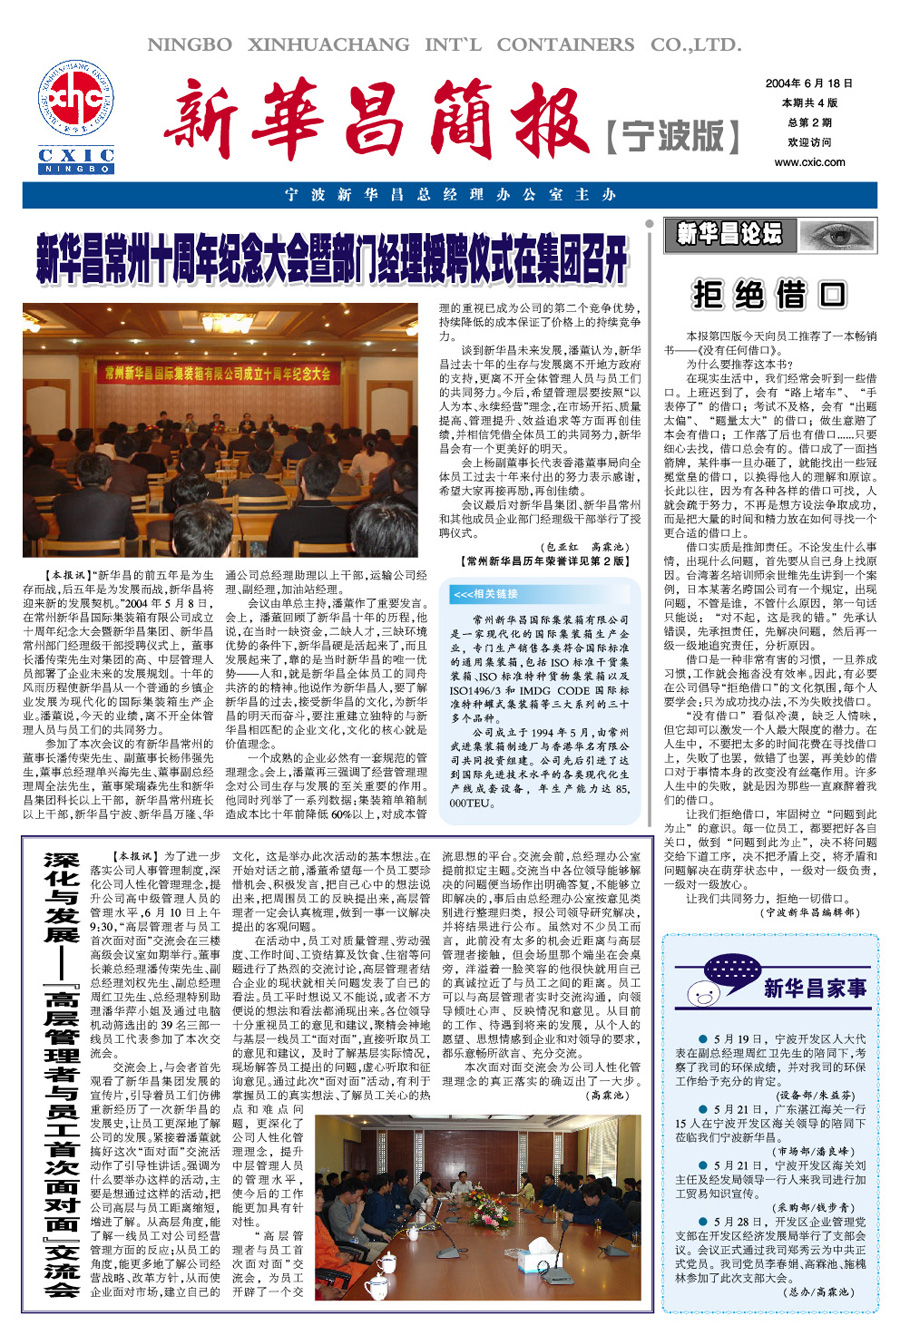 NINGBO XINHUACHANG INT`L CONTAINERS CO.,LTD.
XINHUACHANG GROUP LIMITED
xhc
新华昌
CXIC
NINGBO
新華昌簡报【宁波版】
2004年6月18日
本期共4版
总第2期
欢迎访问
www.cxic.com
宁波新华昌总经理办公室主办
新华昌常州十周年纪念大会暨部门经理授聘仪式在集团召开
常州新华昌国际集装箱有限公司成立十周年纪念大会
【本报讯】“新华昌的前五年是为生
存而战,后五年是为发展而战,新华昌将
迎来新的发展契机。”2004年5月8日,
在常州新华昌国际集装箱有限公司成立
十周年纪念大会暨新华昌集团、新华昌
常州部门经理级干部授聘仪式上，董事
长潘传荣先生对集团的高、中层管理人
员部署了企业未来的发展规划。十年的
风雨历程使新华昌从一个普通的乡镇企
业发展为现代化的国际集装箱生产企
业。潘董说,今天的业绩,离不开全体管
理人员与员工们的共同努力。
参加了本次会议的有新华昌常州的
董事长潘传荣先生、副董事长杨伟强先
生,董事总经理单兴海先生、董事副总经
理周全法先生，董事梁瑞森先生和新华
昌集团科长以上干部，新华昌常州班长
以上干部,新华昌宁波、新华昌万隆、华
通公司总经理助理以上干部,运输公司经
理、副经理,加油站经理。
会议由单总主持,潘董作了重要发言。
会上，潘董回顾了新华昌十年的历程,他
说,在当时一缺资金,二缺人才,三缺环境
优势的条件下,新华昌硬是活起来了,而且
发展起来了,靠的是当时新华昌的唯一优
势——人和,就是新华昌全体员工的同舟
共济的的精神。他说作为新华昌人,要了解
新华昌的过去,接受新华昌的文化,为新华
昌的明天而奋斗,要注重建立独特的与新
华昌相匹配的企业文化,文化的核心就是
价值理念。
一个成熟的企业必然有一套规范的管
理理念。会上,潘董再三强调了经营管理理
念对公司生存与发展的至关重要的作用。
他同时列举了一系列数据:集装箱单箱制
造成本比十年前降低60%以上,对成本管
理的重视已成为公司的第二个竞争优势,
持续降低的成本保证了价格上的持续竞争
力。
谈到新华昌未来发展,潘董认为,新华
昌过去十年的生存与发展离不开地方政府
的支持,更离不开全体管理人员与员工们
的共同努力。今后,希望管理层要按照“以
人为本、永续经营”理念,在市场开拓、质量
提高、管理提升、效益追求等方面再创佳
绩,并相信凭借全体员工的共同努力,新华
昌会有一个更美好的明天。
会上杨副董事长代表香港董事局向全
体员工过去十年来付出的努力表示感谢,
希望大家再接再励,再创佳绩。
会议最后对新华昌集团、新华昌常州
和其他成员企业部门经理级干部举行了授
聘仪式。
(包亚红 高霖池)
【常州新华昌历年荣誉详见第2版】
<<<相关链接
常州新华昌国际集装箱有限公司
是一家现代化的国际集装箱生产企
业，专门生产销售各类符合国际标准
的通用集装箱,包括ISO标准干货集
装箱、ISO标准特种货物集装箱以及
ISO1496/3和IMDG CODE国际标
准特种罐式集装箱等三大系列的三十
多个品种。
公司成立于1994年5月,由常州
武进集装箱制造厂与香港华名有限公
司共同投资组建。公司先后引进了达
到国际先进技术水平的各类现代化生
产线成套设备，年生产能力达85,
000TEU。
新华昌论坛
拒绝借口
本报第四版今天向员工推荐了一本畅销
书——《没有任何借口》。
为什么要推荐这本书?
在现实生活中，我们经常会听到一些借
口。上班迟到了，会有“路上堵车”、“手
表停了”的借口；考试不及格，会有“出题
太偏”、“题量太大”的借口；做生意赔了
本会有借口；工作落了后也有借口……只要
细心去找，借口总会有的。借口成了一面挡
箭牌，某件事一旦办砸了，就能找出一些冠
冕堂皇的借口，以换得他人的理解和原谅。
长此以往，因为有各种各样的借口可找，人
就会疏于努力，不再是想方设法争取成功，
而是把大量的时间和精力放在如何寻找一个
更合适的借口上。
借口实质是推卸责任。不论发生什么事
情，出现什么问题，首先要从自己身上找原
因。台湾著名培训师余世维先生讲到一个案
例，日本某著名跨国公司有一个规定，出现
问题，不管是谁，不管什么原因，第一句话
只能说：“对不起，这是我的错。”先承认
错误，先承担责任，先解决问题，然后再一
级一级地追究责任，分析原因。
借口是一种非常有害的习惯，一旦养成
习惯,工作就会拖沓没有效率。因此,有必要
在公司倡导“拒绝借口”的文化氛围,每个人
要学会:只为成功找办法,不为失败找借口。
“没有借口”看似冷漠，缺乏人情味，
但它却可以激发一个人最大限度的潜力。在
人生中，不要把太多的时间花费在寻找借口
上，失败了也罢，做错了也罢，再美妙的借
口对于事情本身的改变没有丝毫作用。许多
人生中的失败，就是因为那些一直麻醉着我
们的借口。
让我们拒绝借口，牢固树立“问题到此
为止”的意识。每一位员工，都要把好各自
关口，做到“问题到此为止”，决不将问题
交给下道工序，决不把矛盾上交，将矛盾和
问题解决在萌芽状态中，一级对一级负责，
一级对一级放心。
让我们共同努力，拒绝一切借口。
(宁波新华昌编辑部)
深化与发展——『高层管理者与员工首次面对面』交流会
【本报讯】为了进一步
落实公司人事管理制度,深
化公司人性化管理理念,提
升公司高中级管理人员的
管理水平,6月10日上午
9:30,“高层管理者与员工
首次面对面”交流会在三楼
高级会议室如期举行。董事
长兼总经理潘传荣先生、副
总经理刘权先生、副总经理
周红卫先生、总经理特别助
理潘华萍小姐及通过电脑
机动筛选出的39名三部一
线员工代表参加了本次交
流会。
交流会上,与会者首先
观看了新华昌集团发展的
宣传片,引导着员工们仿佛
重新经历了一次新华昌的
发展史,让员工更深地了解
公司的发展。紧接着潘董就
搞好这次“面对面”交流活
动作了引导性讲话。强调为
什么要举办这样的活动,主
要是想通过这样的活动,把
公司高层与员工距离缩短,
增进了解。从高层角度,能
了解一线员工对公司经营
管理方面的反应;从员工的
角度,能更多地了解公司经
营战略、改革方针,从而使
企业面对市场,建立自己的
文化，这是举办此次活动的基本想法。在
开始对话之前,潘董希望每一个员工要珍
惜机会、积极发言,把自己心中的想法说
出来,把周围员工的反映提出来,高层管
理者一定会认真梳理,做到一事一议解决
提出的客观问题。
在活动中,员工对质量管理、劳动强
度、工作时间、工资结算及饮食、住宿等问
题进行了热烈的交流讨论,高层管理者结
合企业的现状就相关问题发表了自己的
看法。员工平时想说又不能说,或者不方
便说的想法和看法都涌现出来。各位领导
十分重视员工的意见和建议,聚精会神地
与基层一线员工“面对面”,直接听取员工
的意见和建议，及时了解基层实际情况,
现场解答员工提出的问题,虚心听取和征
询意见。通过此次“面对面”活动,有利于
掌握员工的真实想法、了解员工关心的热
点和难点问
题，更深化了
公司人性化管
理理念，提升
中层管理人员
的管理水平，
使今后的工作
能更加具有针
对性。
“高层管
理者与员工首
次面对面”交
流会，为员工
开辟了一个交
流思想的平台。交流会前,总经理办公室
提前拟定主题。交流当中各位领导能够解
决的问题便当场作出明确答复,不能够立
即解决的,事后由总经理办公室按意见类
别进行整理归类，报公司领导研究解决,
并将结果进行公布。虽然对不少员工而
言，此前没有太多的机会近距离与高层
管理者接触，但会场里那个端坐在会桌
旁，洋溢着一脸笑容的他很快就用自己
的真诚拉近了与员工之间的距离。员工
可以与高层管理者实时交流沟通，向领
导倾吐心声、反映情况和意见。从目前
的工作、待遇到将来的发展，从个人的
愿望、思想情感到企业和对领导的要求，
都乐意畅所欲言、充分交流。
本次面对面交流会为公司人性化管
理理念的真正落实的确迈出了一大步。
(高霖池)
新华昌家事
● 5月19日，宁波开发区人大代
表在副总经理周红卫先生的陪同下,考
察了我司的环保成绩，并对我司的环保
工作给予充分的肯定。
(设备部/朱益芬)
● 5月21日，广东湛江海关一行
15人在宁波开发区海关领导的陪同下
莅临我们宁波新华昌。
(市场部/潘良峰)
● 5月21日，宁波开发区海关刘
主任及经发局领导一行人来我司进行加
工贸易知识宣传。
(采购部/钱步青)
● 5月28日，开发区企业管理党
支部在开发区经济发展局举行了支部会
议。会议正式通过我司郑秀云为中共正
式党员。我司党员李春娟、高霖池、施槐
林参加了此次支部大会。
(总办/高霖池)